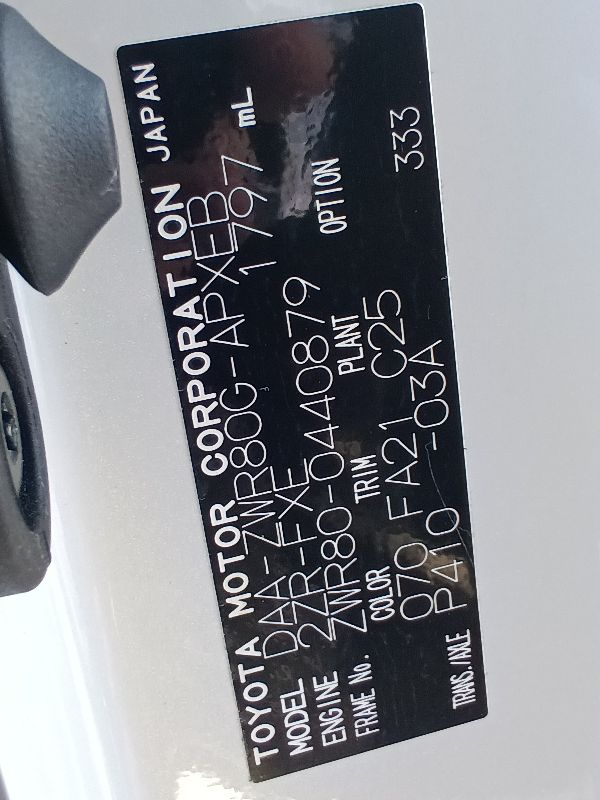 TOYOTA MOTOR CORPORATION JAPAN
MODEL DAA-ZWR80G-APXEB
ENGINE 2ZR-FXE 1797 mL
FRAME No. ZWR80-0440879
COLOR TRIM PLANT OPTION
070 FA21 C25
TRANS./AXLE P410 -03A 333